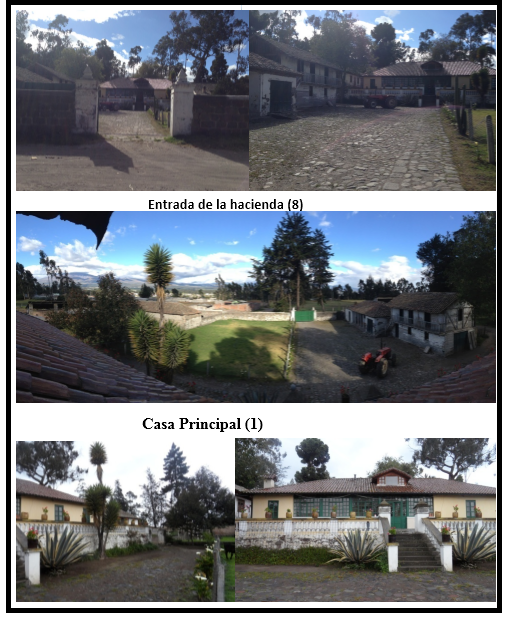 Entrada de la hacienda (8)
Casa Principal (1)